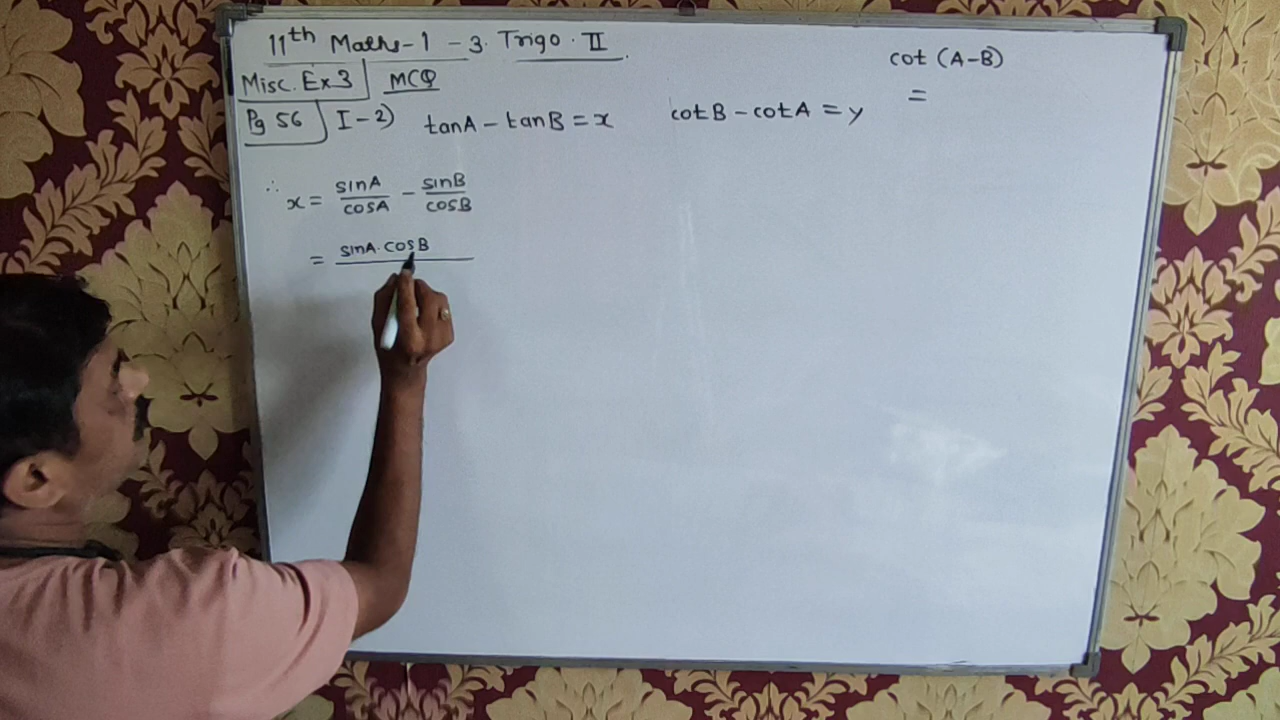 11th Maths-1 - 3. Trigo. II.
Misc. Ex 3 MCQ
Pg 56 I-2) tanA - tanB = x cotB - cotA = y
cot (A-B)
=
∴ x = sinA/cosA - sinB/cosB
= sinA.cosB